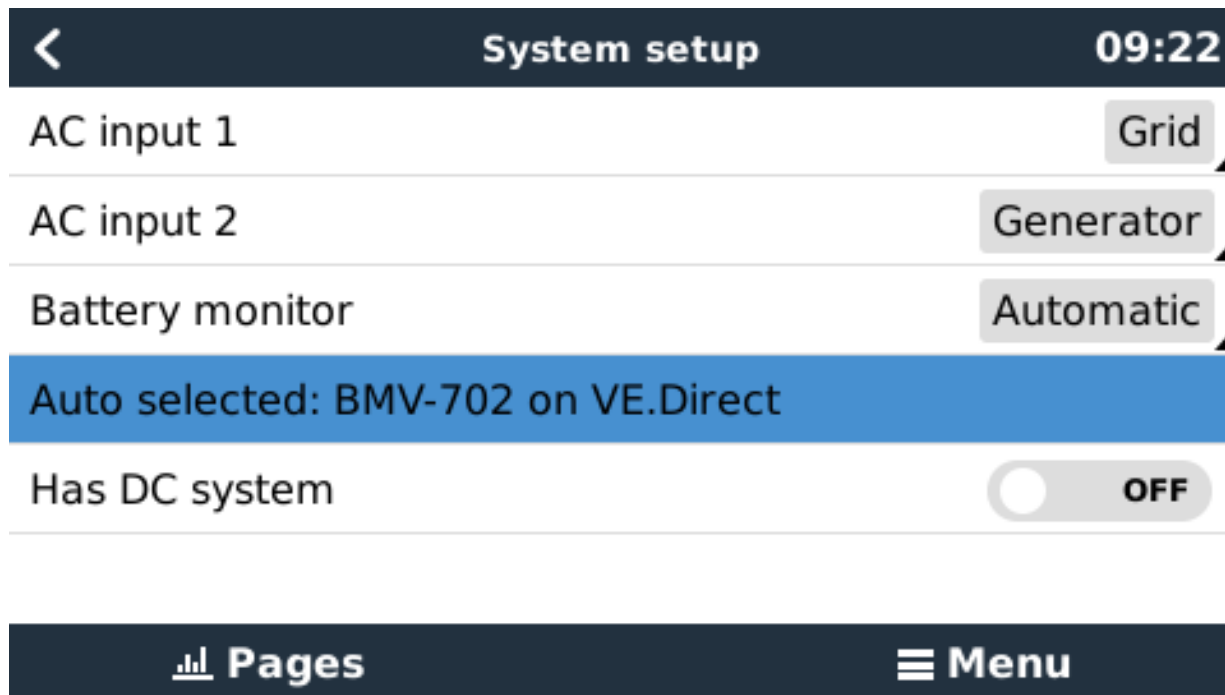 System setup 09:22
AC input 1 Grid
AC input 2 Generator
Battery monitor Automatic
Auto selected: BMV-702 on VE.Direct
Has DC system OFF
Pages Menu